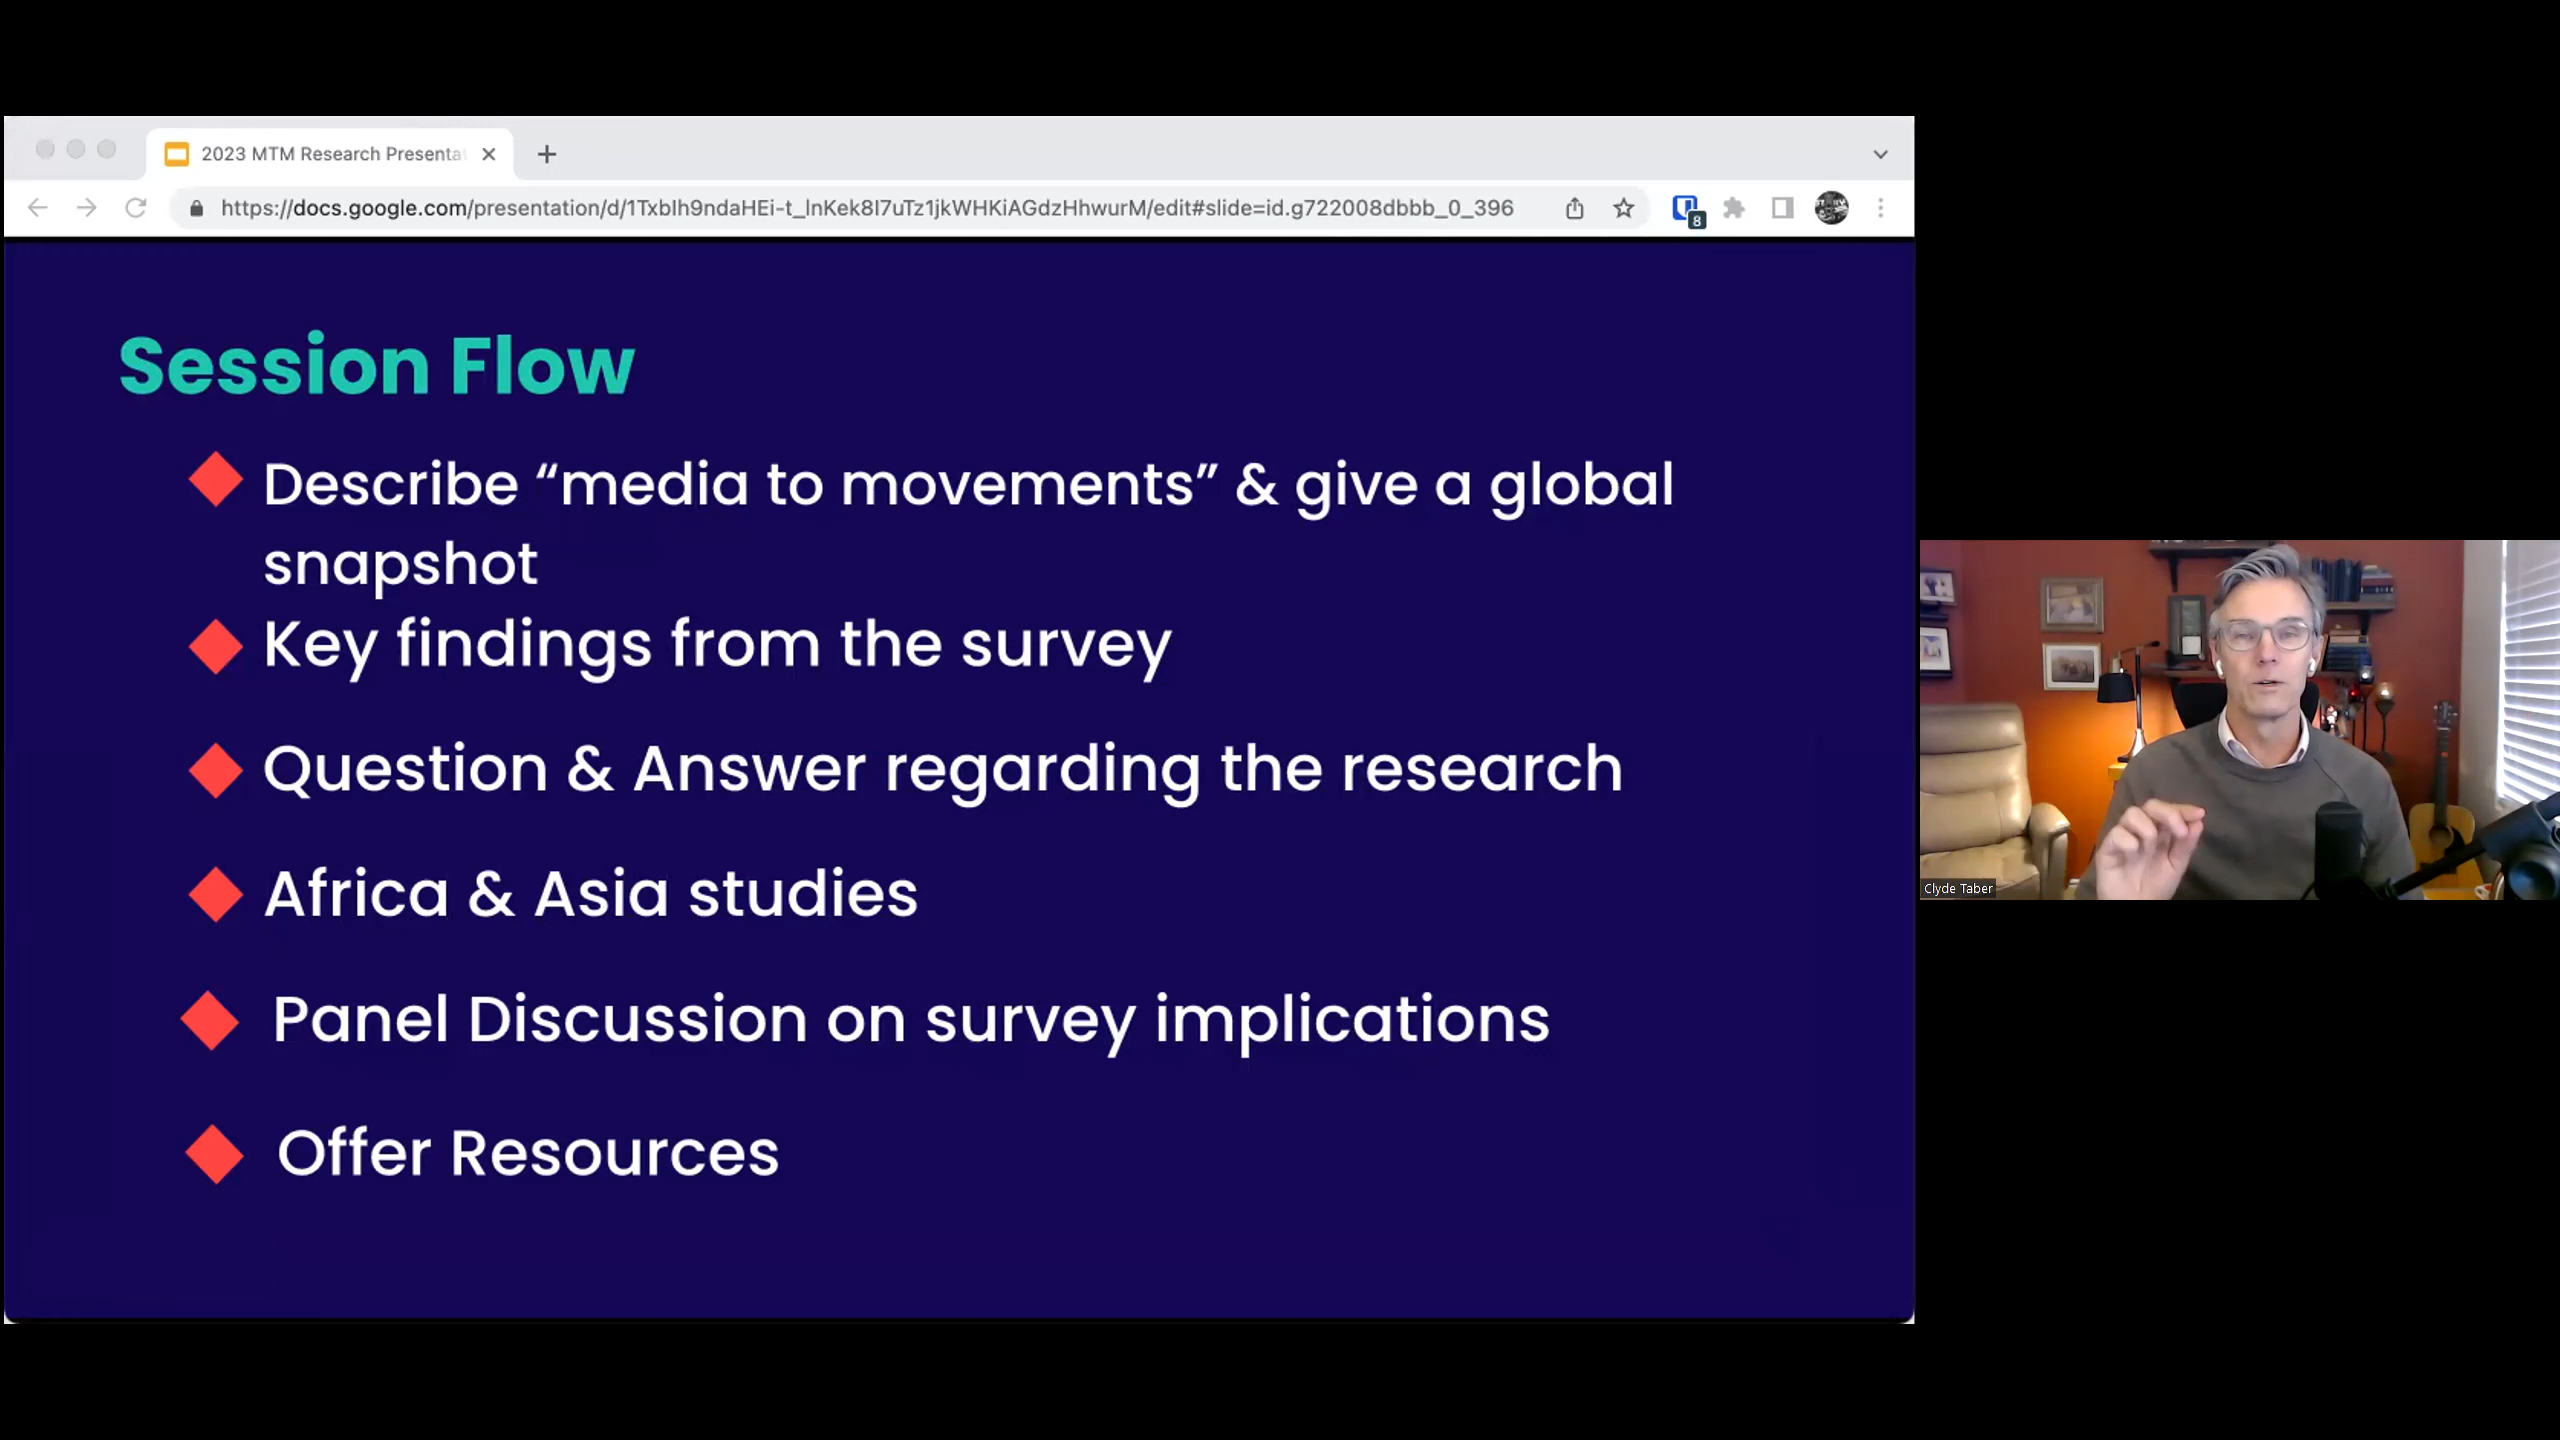 2023 MTM Research Presenta
https://docs.google.com/presentation/d/1TxbIh9ndaHEi-t_lnKek8I7uTz1jkWHKiAGdzHhwurM/edit#slide=id.g722008dbbb_0_396
8
Session Flow
Describe “media to movements” & give a global
snapshot
Key findings from the survey
Question & Answer regarding the research
Africa & Asia studies
Panel Discussion on survey implications
Offer Resources
Clyde Taber